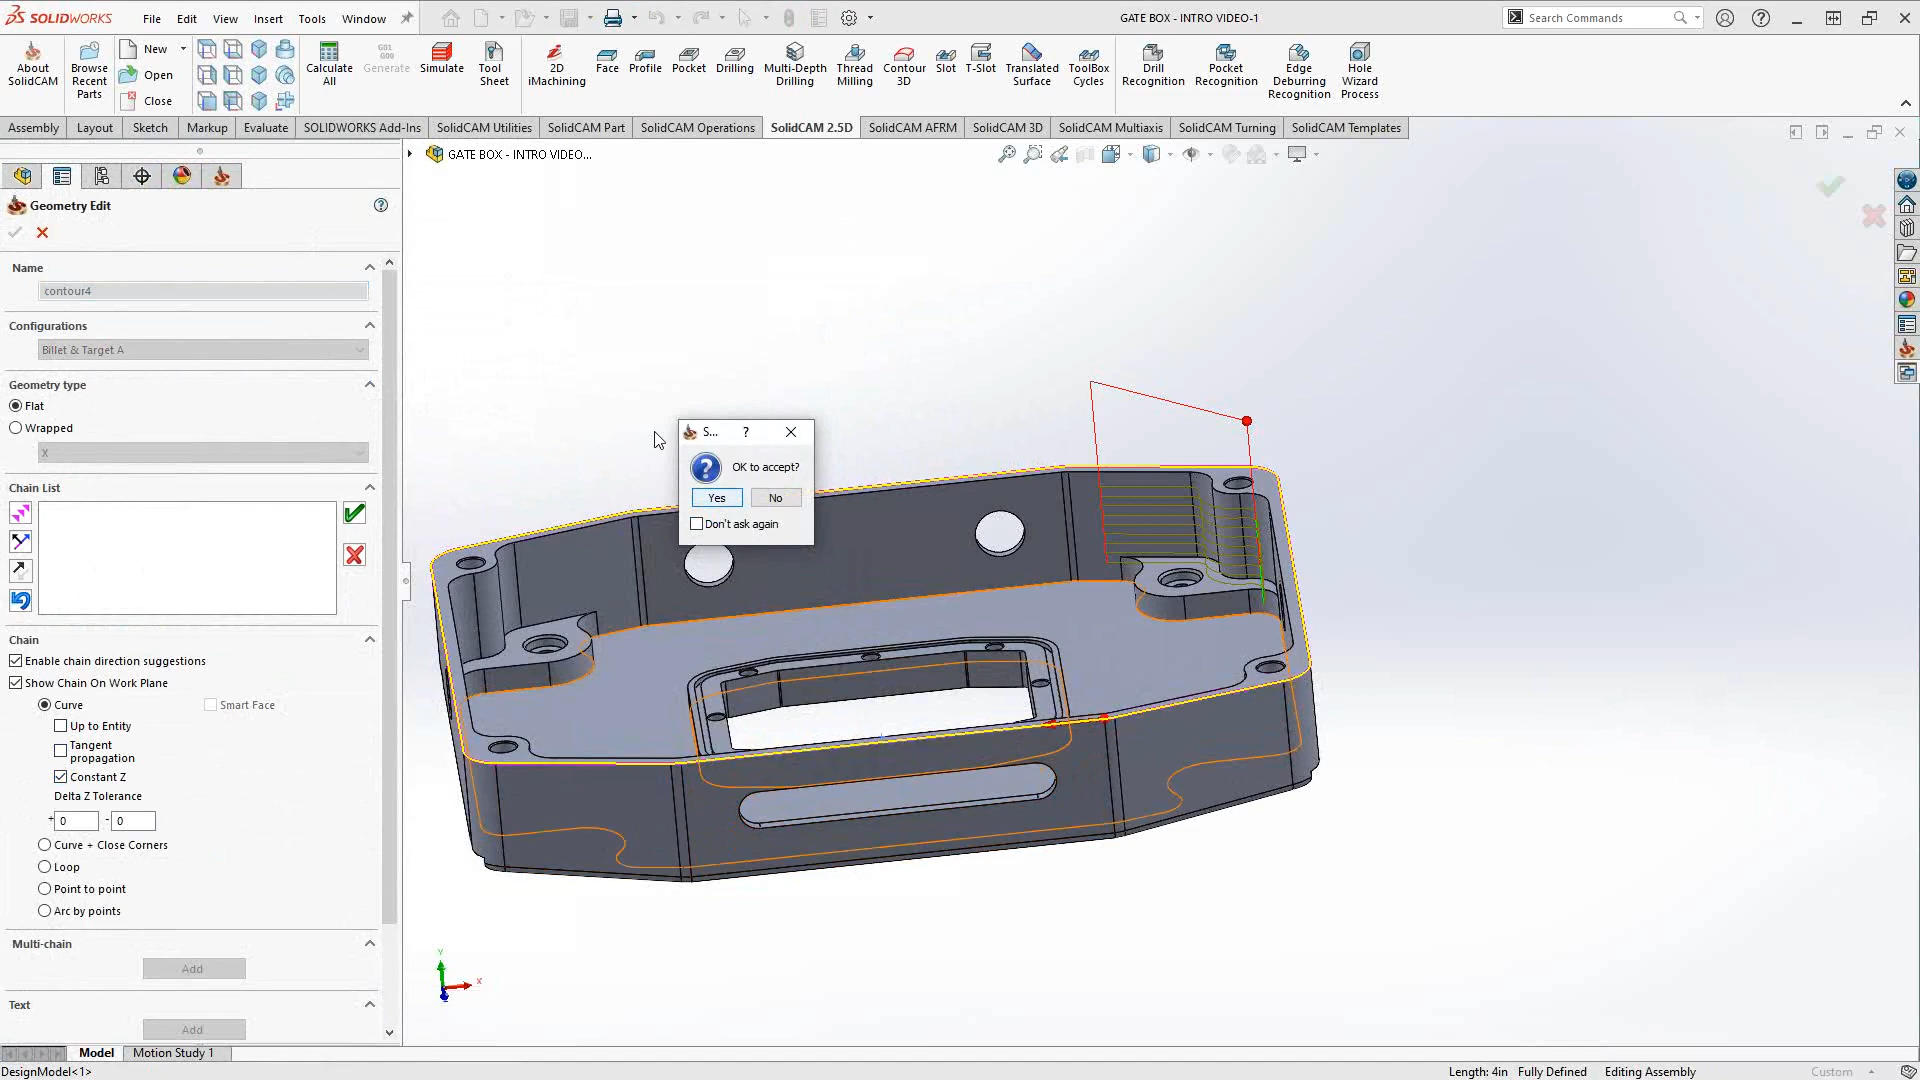 SOLIDWORKS
File
Edit
View
Insert
Tools
Window
GATE BOX - INTRO VIDEO-1
Search Commands
About
SolidCAM
Browse
Recent
Parts
New
Open
Close
Calculate
All
G01
G00
Generate
Simulate
Tool
Sheet
2D
iMachining
Face
Profile
Pocket
Drilling
Multi-Depth
Drilling
Thread
Milling
Contour
3D
Slot
T-Slot
Translated
Surface
ToolBox
Cycles
Drill
Recognition
Pocket
Recognition
Edge
Deburring
Recognition
Hole
Wizard
Process
Assembly
Layout
Sketch
Markup
Evaluate
SOLIDWORKS Add-Ins
SolidCAM Utilities
SolidCAM Part
SolidCAM Operations
SolidCAM 2.5D
SolidCAM AFRM
SolidCAM 3D
SolidCAM Multiaxis
SolidCAM Turning
SolidCAM Templates
GATE BOX - INTRO VIDEO...
Geometry Edit
Name
contour4
Configurations
Billet & Target A
Geometry type
Flat
Wrapped
X
Chain List
Chain
Enable chain direction suggestions
Show Chain On Work Plane
Curve
Smart Face
Up to Entity
Tangent
propagation
Constant Z
Delta Z Tolerance
+ 0 - 0
Curve + Close Corners
Loop
Point to point
Arc by points
Multi-chain
Add
Text
Add
S... ?
OK to accept?
Yes
No
Don't ask again
Y
X
Model
Motion Study 1
DesignModel<1>
Length: 4in
Fully Defined
Editing Assembly
Custom